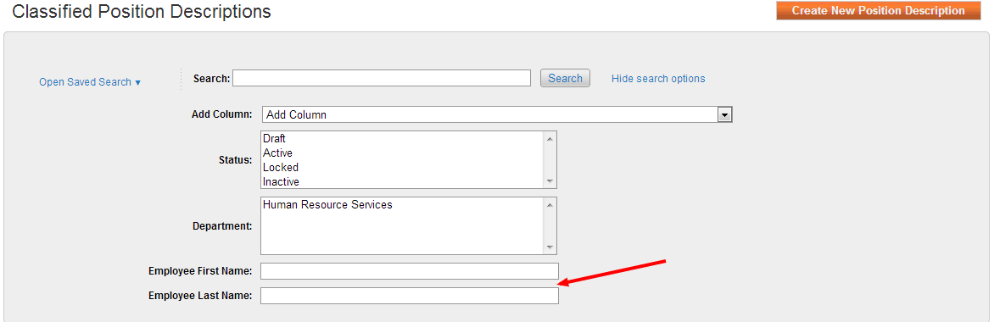 Classified Position Descriptions
Create New Position Description
Open Saved Search ▾
Search:
Search
Hide search options
Add Column:
Add Column
Status:
Draft
Active
Locked
Inactive
Department:
Human Resource Services
Employee First Name:
Employee Last Name: